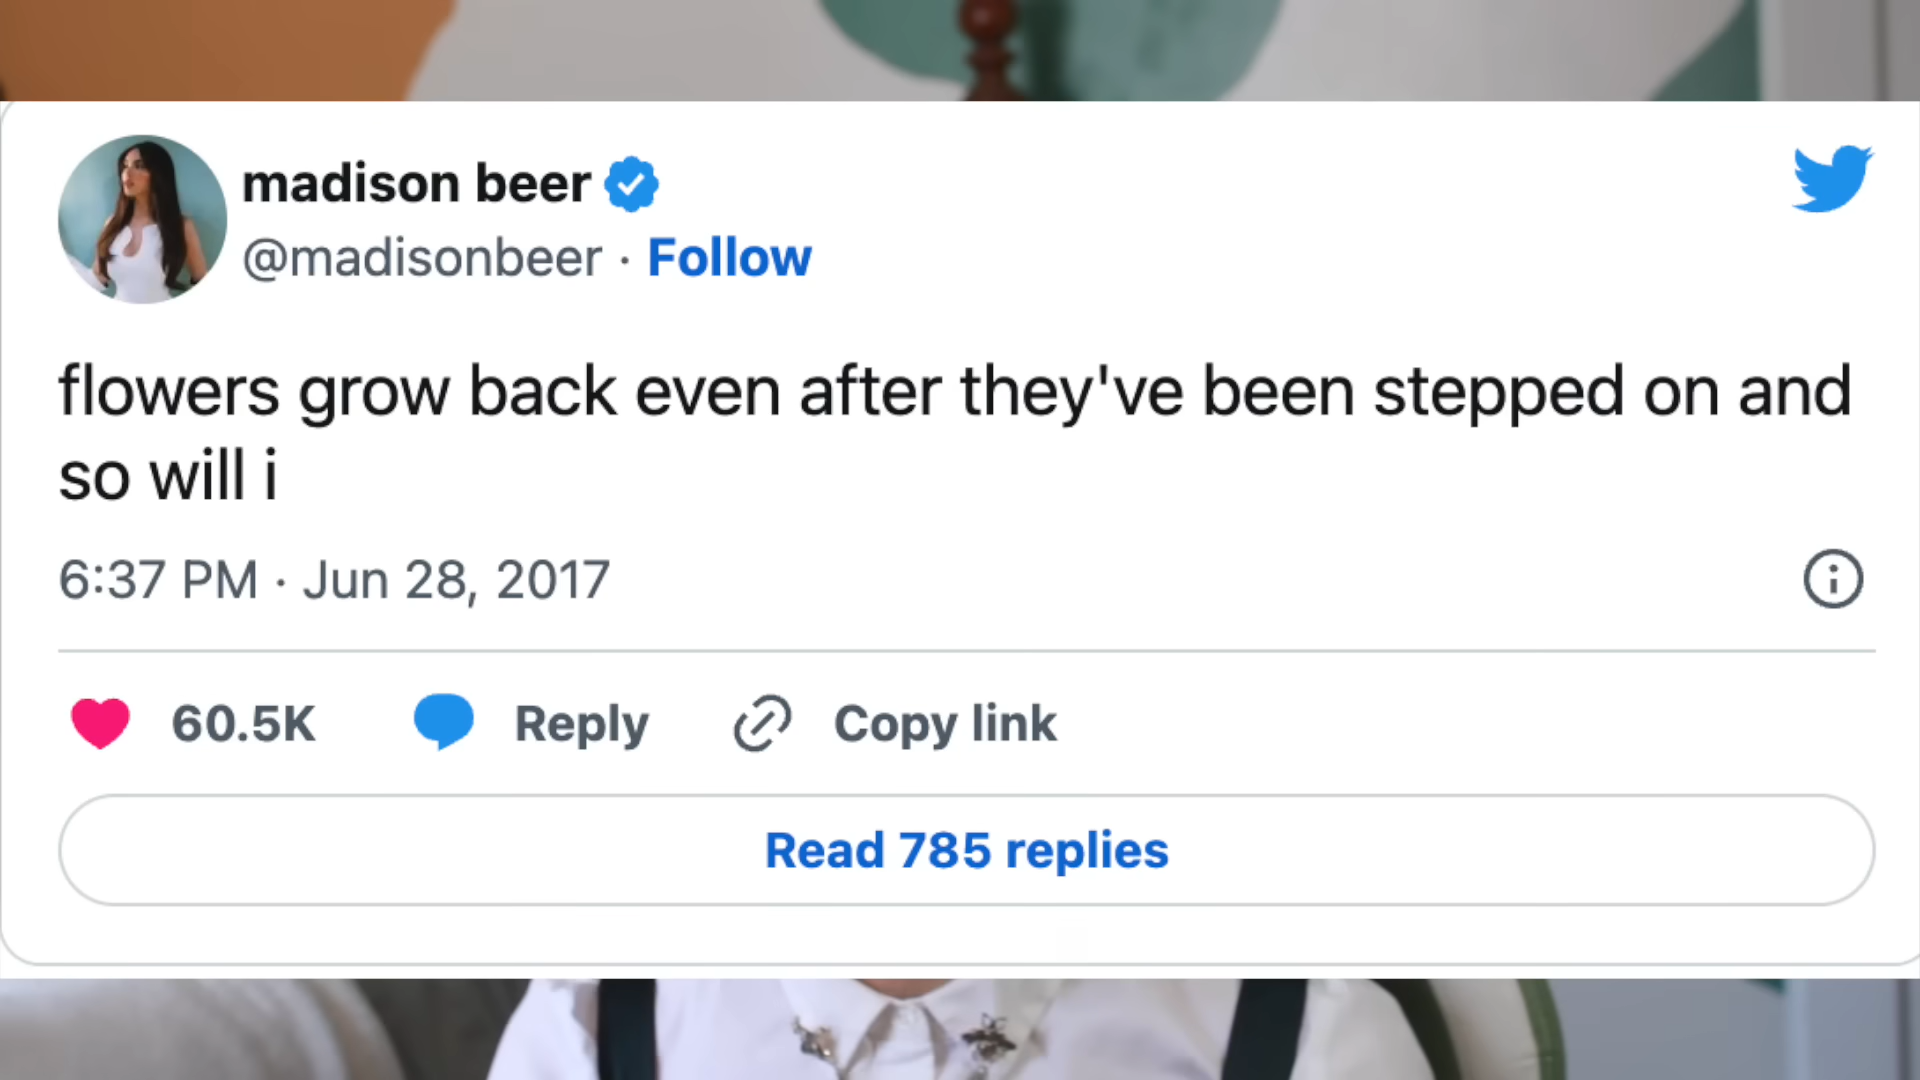 madison beer
@madisonbeer · Follow
flowers grow back even after they've been stepped on and
so will i
6:37 PM · Jun 28, 2017
60.5K Reply Copy link
Read 785 replies